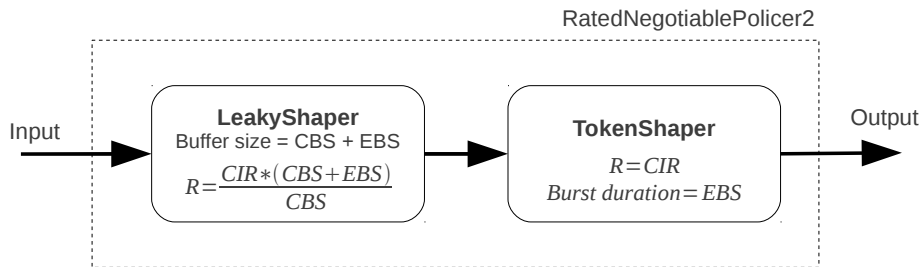 RatedNegotiablePolicer2
Input
LeakyShaper
Buffer size = CBS + EBS
R=CIR*(CBS+EBS)/CBS
TokenShaper
R=CIR
Burst duration=EBS
Output